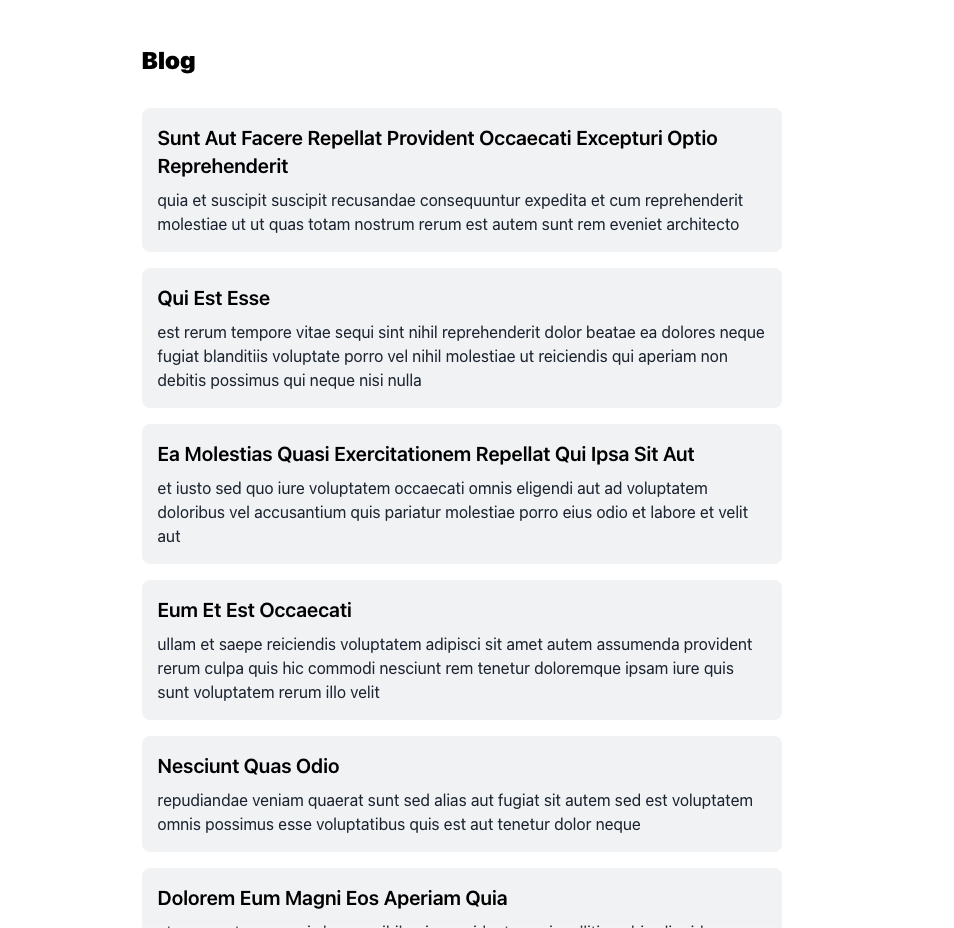 Blog
Sunt Aut Facere Repellat Provident Occaecati Excepturi Optio
Reprehenderit
quia et suscipit suscipit recusandae consequuntur expedita et cum reprehenderit
molestiae ut ut quas totam nostrum rerum est autem sunt rem eveniet architecto
Qui Est Esse
est rerum tempore vitae sequi sint nihil reprehenderit dolor beatae ea dolores neque
fugiat blanditiis voluptate porro vel nihil molestiae ut reiciendis qui aperiam non
debitis possimus qui neque nisi nulla
Ea Molestias Quasi Exercitationem Repellat Qui Ipsa Sit Aut
et iusto sed quo iure voluptatem occaecati omnis eligendi aut ad voluptatem
doloribus vel accusantium quis pariatur molestiae porro eius odio et labore et velit
aut
Eum Et Est Occaecati
ullam et saepe reiciendis voluptatem adipisci sit amet autem assumenda provident
rerum culpa quis hic commodi nesciunt rem tenetur doloremque ipsam iure quis
sunt voluptatem rerum illo velit
Nesciunt Quas Odio
repudiandae veniam quaerat sunt sed alias aut fugiat sit autem sed est voluptatem
omnis possimus esse voluptatibus quis est aut tenetur dolor neque
Dolorem Eum Magni Eos Aperiam Quia